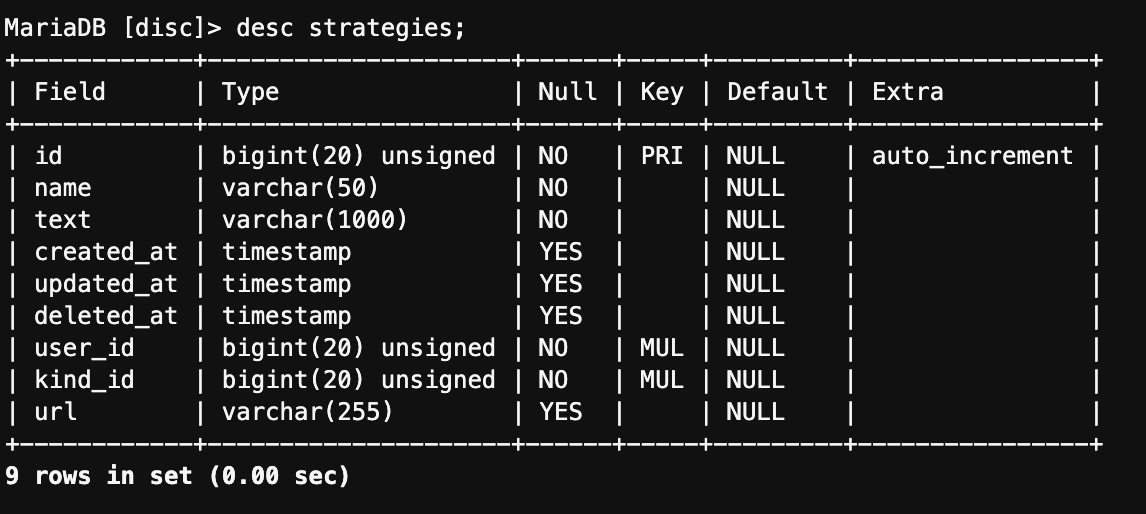 MariaDB [disc]> desc strategies;
+------------+---------------------+------+-----+---------+----------------+
| Field      | Type                | Null | Key | Default | Extra          |
+------------+---------------------+------+-----+---------+----------------+
| id         | bigint(20) unsigned | NO   | PRI | NULL    | auto_increment |
| name       | varchar(50)         | NO   |     | NULL    |                |
| text       | varchar(1000)       | NO   |     | NULL    |                |
| created_at | timestamp           | YES  |     | NULL    |                |
| updated_at | timestamp           | YES  |     | NULL    |                |
| deleted_at | timestamp           | YES  |     | NULL    |                |
| user_id    | bigint(20) unsigned | NO   | MUL | NULL    |                |
| kind_id    | bigint(20) unsigned | NO   | MUL | NULL    |                |
| url        | varchar(255)        | YES  |     | NULL    |                |
+------------+---------------------+------+-----+---------+----------------+
9 rows in set (0.00 sec)